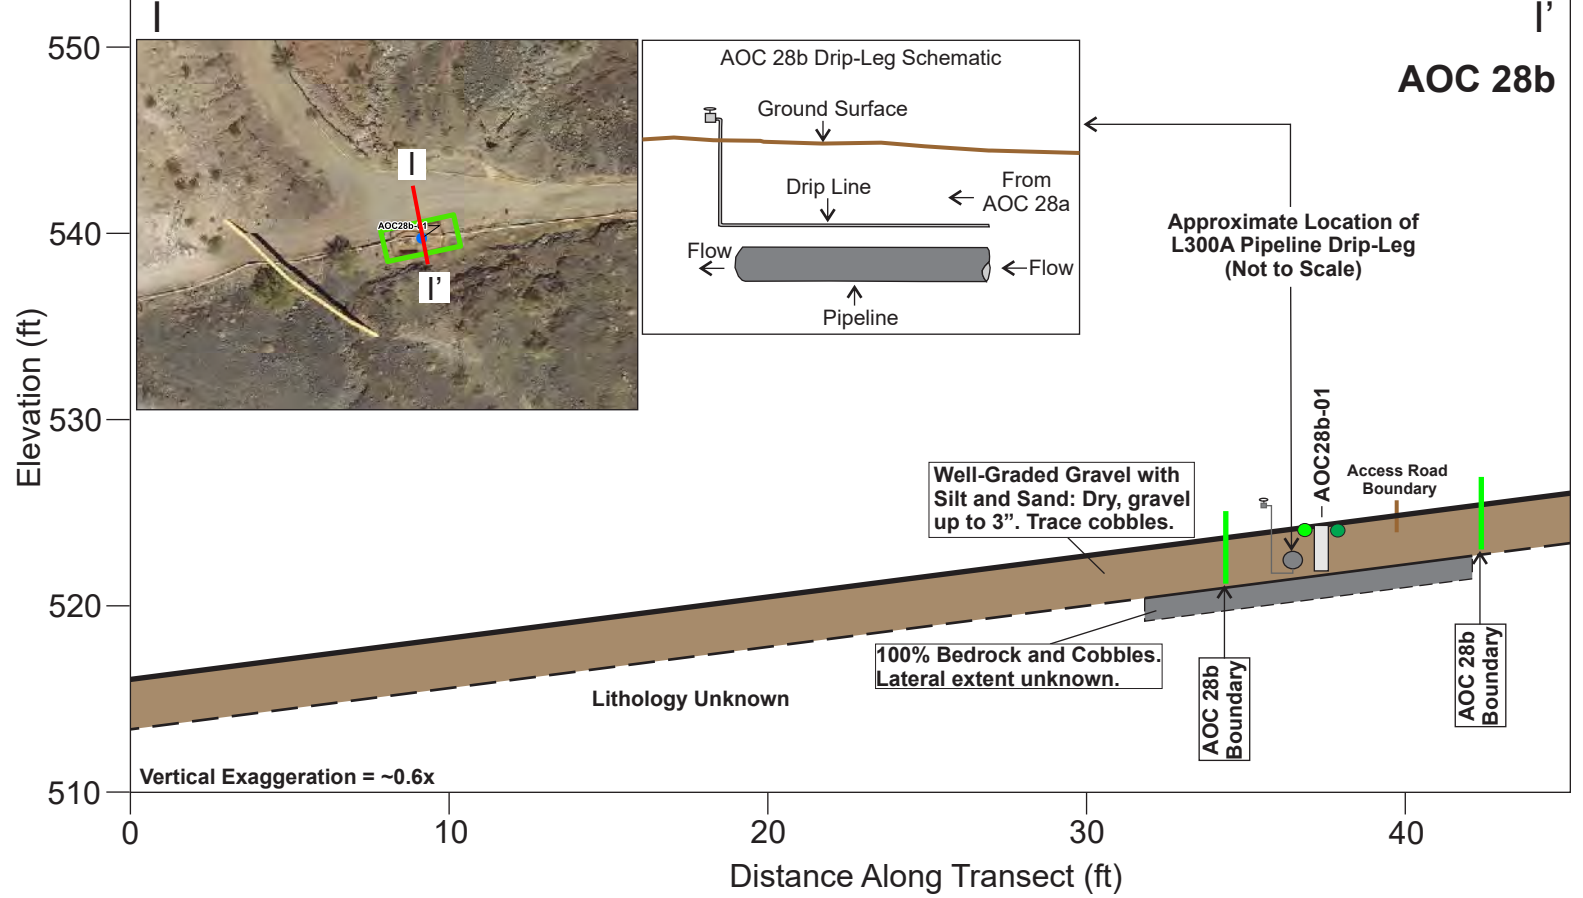 I
I’
AOC 28b
550
540
530
520
510
Elevation (ft)
I
AOC28b-01
I’
AOC 28b Drip-Leg Schematic
Ground Surface
Drip Line
From
AOC 28a
Flow
Flow
Pipeline
Approximate Location of
L300A Pipeline Drip-Leg
(Not to Scale)
AOC28b-01
Access Road
Boundary
Well-Graded Gravel with
Silt and Sand: Dry, gravel
up to 3”. Trace cobbles.
100% Bedrock and Cobbles.
Lateral extent unknown.
AOC 28b
Boundary
AOC 28b
Boundary
Lithology Unknown
Vertical Exaggeration = ~0.6x
0
10
20
30
40
Distance Along Transect (ft)